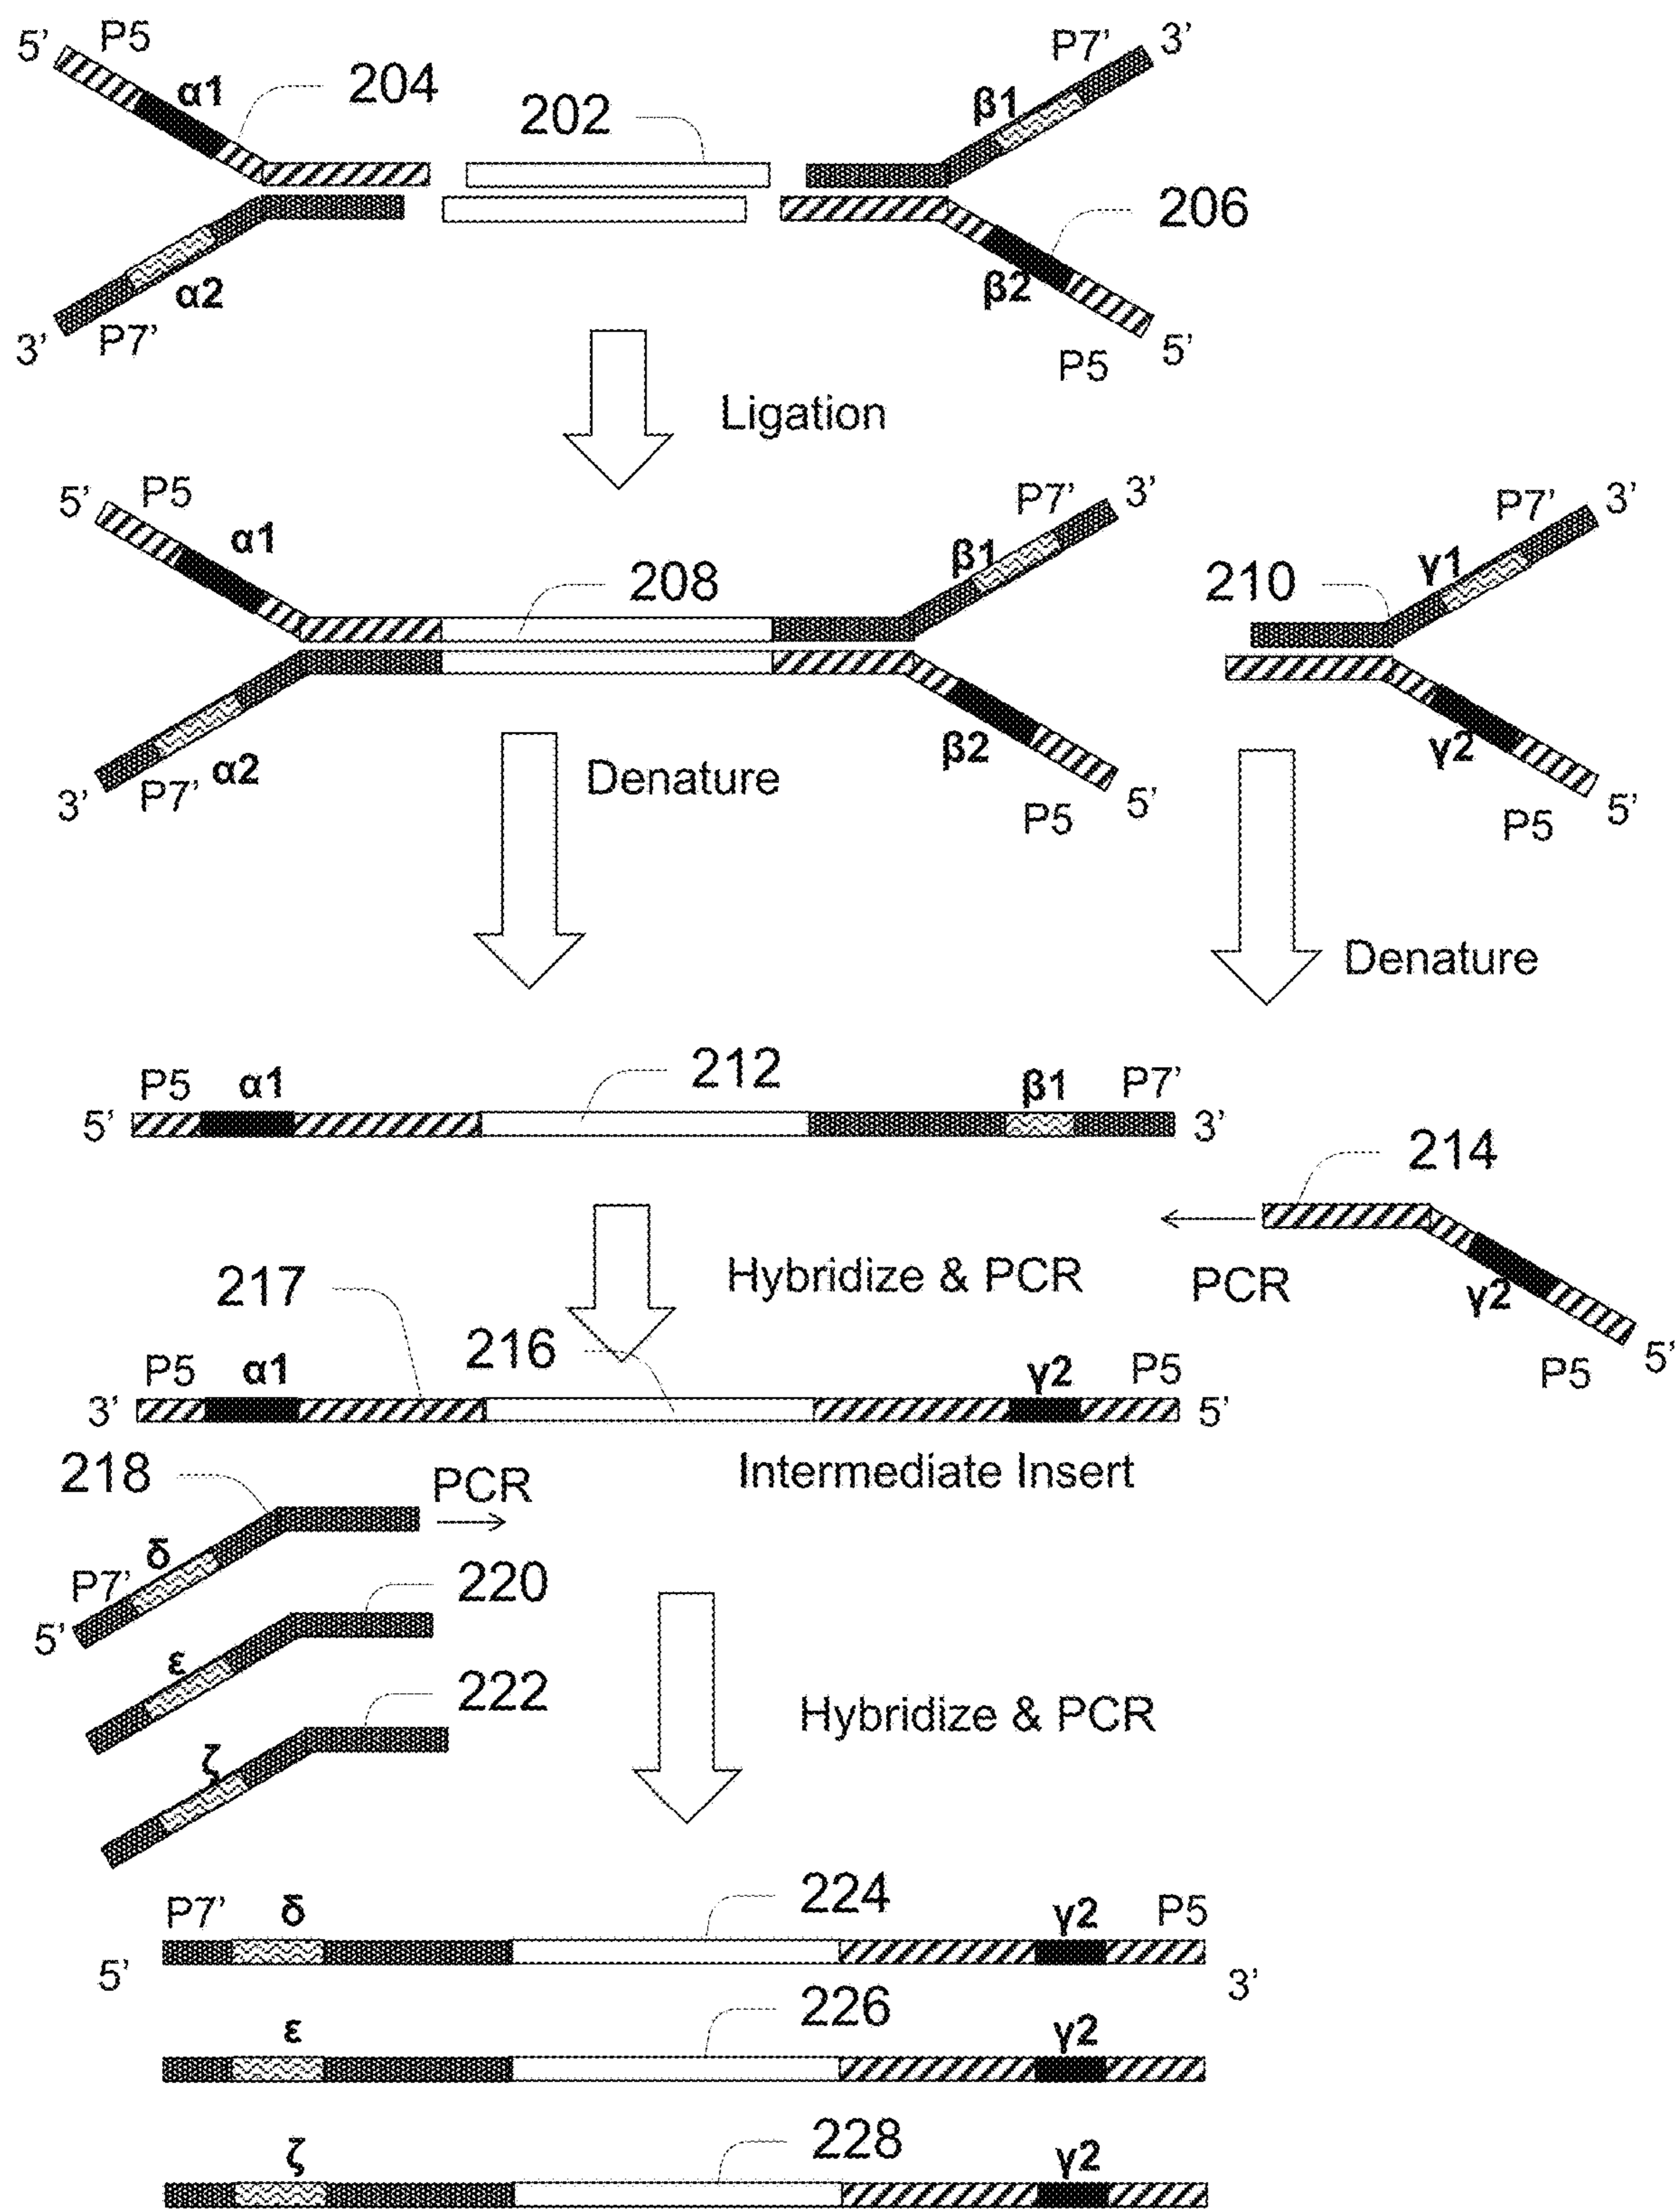 5’ P5 P7’ 3’
α1 204 202 β1
206
α2 β2
3’ P7’ P5 5’
Ligation
5’ P5 P7’ 3’ P7’ 3’
α1 208 β1 210 γ1
3’ P7’ α2 Denature β2 P5 5’ γ2 P5 5’
Denature
P5 α1 212 β1 P7’
5’ 3’
214
Hybridize & PCR PCR γ2
217
216 P5 5’
P5 α1 γ2 P5
3’ 5’
218 PCR Intermediate Insert
δ
P7’
5’
220
ε
222
Hybridize & PCR
ζ
224
P7’ δ γ2 P5
5’ 3’
226
ε γ2
228
ζ γ2